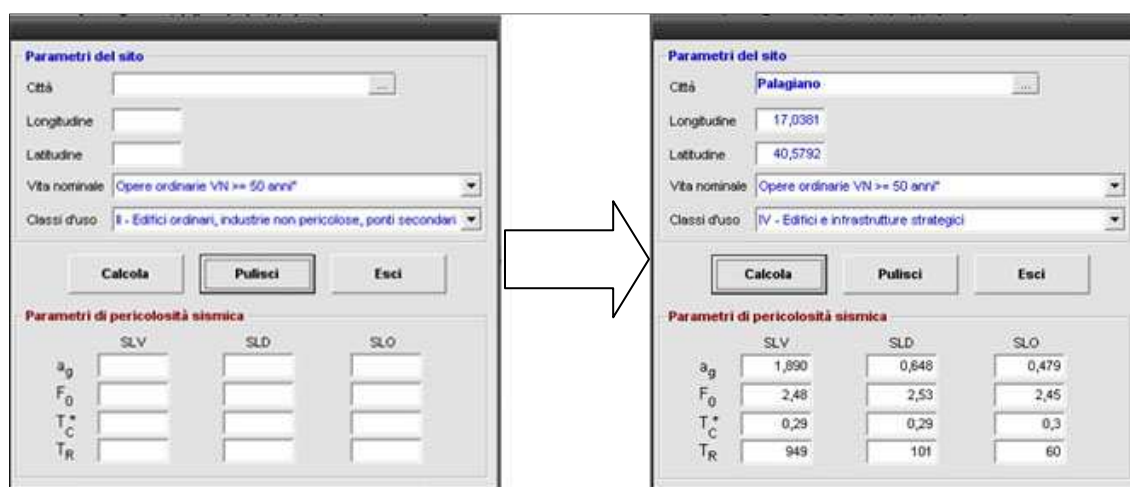 Parametri del sito
Città ...
Longitudine
Latitudine
Vita nominale Opere ordinarie VN >= 50 anni"
Classi d'uso II - Edifici ordinari, industrie non pericolose, ponti secondari
Calcola Pulisci Esci
Parametri di pericolosità sismica
SLV SLD SLO
ag
F0
T*C
TR
Parametri del sito
Città Palagiano ...
Longitudine 17,0381
Latitudine 40,5792
Vita nominale Opere ordinarie VN >= 50 anni"
Classi d'uso IV - Edifici e infrastrutture strategici
Calcola Pulisci Esci
Parametri di pericolosità sismica
SLV SLD SLO
ag 1,890 0,648 0,479
F0 2,48 2,53 2,45
T*C 0,29 0,29 0,3
TR 949 101 60